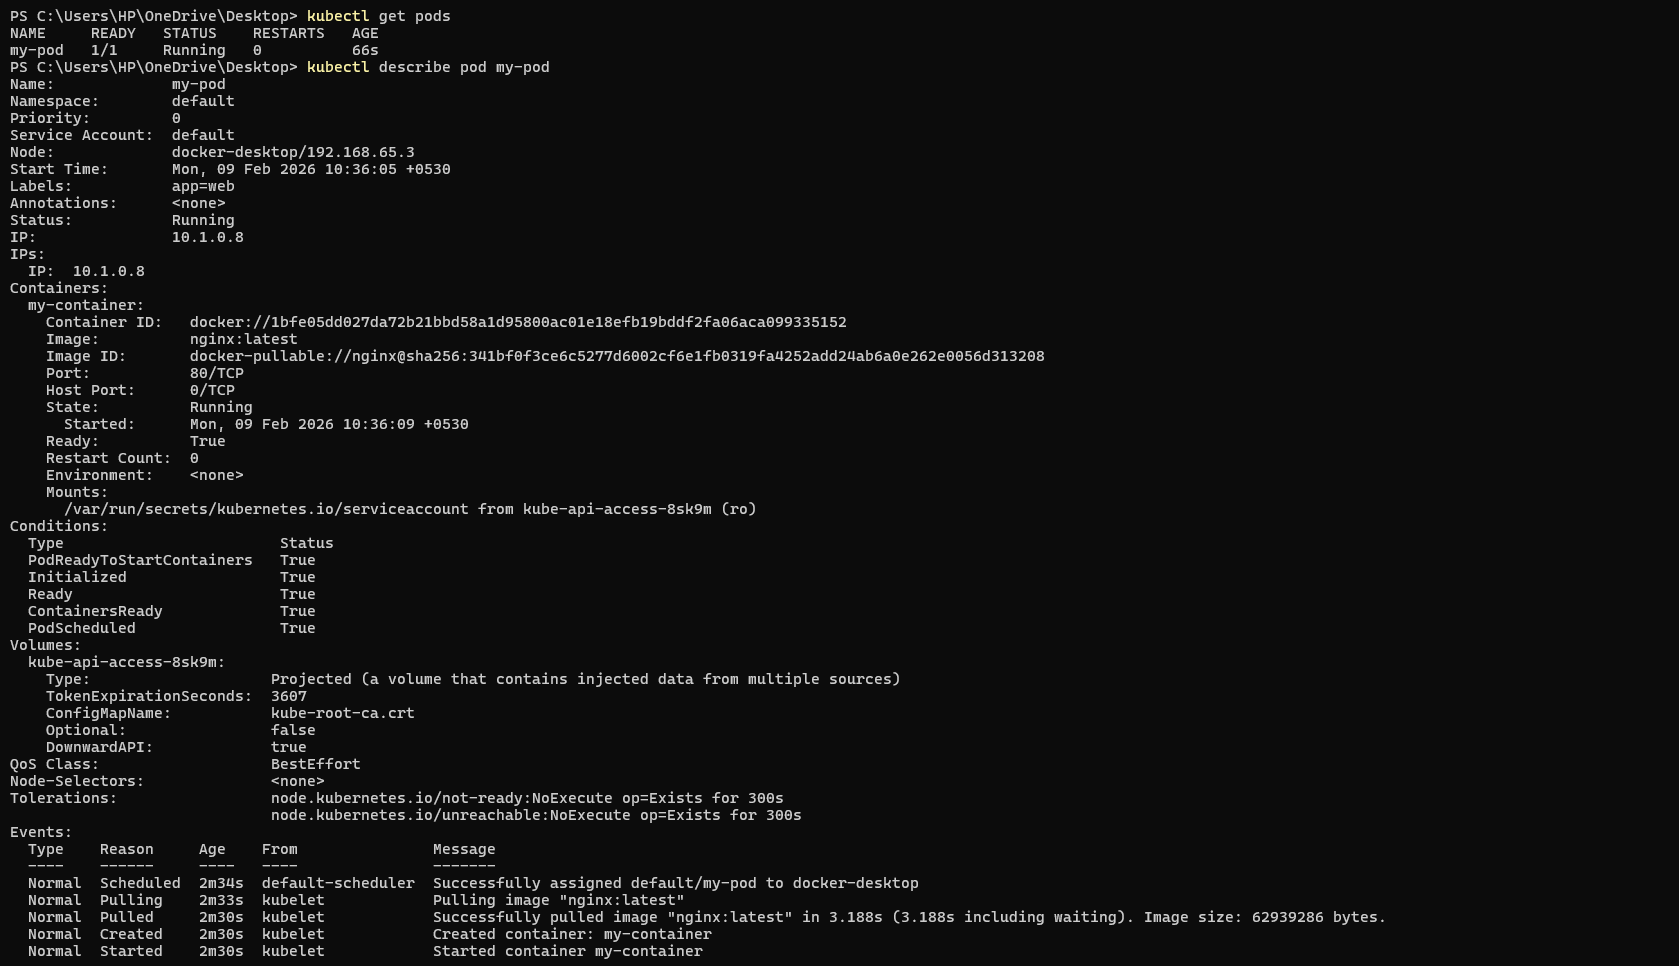 PS C:\Users\HP\OneDrive\Desktop> kubectl get pods
NAME     READY   STATUS    RESTARTS   AGE
my-pod   1/1     Running   0          66s
PS C:\Users\HP\OneDrive\Desktop> kubectl describe pod my-pod
Name:             my-pod
Namespace:        default
Priority:         0
Service Account:  default
Node:             docker-desktop/192.168.65.3
Start Time:       Mon, 09 Feb 2026 10:36:05 +0530
Labels:           app=web
Annotations:      <none>
Status:           Running
IP:               10.1.0.8
IPs:
  IP:  10.1.0.8
Containers:
  my-container:
    Container ID:   docker://1bfe05dd027da72b21bbd58a1d95800ac01e18efb19bddf2fa06aca099335152
    Image:          nginx:latest
    Image ID:       docker-pullable://nginx@sha256:341bf0f3ce6c5277d6002cf6e1fb0319fa4252add24ab6a0e262e0056d313208
    Port:           80/TCP
    Host Port:      0/TCP
    State:          Running
      Started:      Mon, 09 Feb 2026 10:36:09 +0530
    Ready:          True
    Restart Count:  0
    Environment:    <none>
    Mounts:
      /var/run/secrets/kubernetes.io/serviceaccount from kube-api-access-8sk9m (ro)
Conditions:
  Type                        Status
  PodReadyToStartContainers   True
  Initialized                 True
  Ready                       True
  ContainersReady             True
  PodScheduled                True
Volumes:
  kube-api-access-8sk9m:
    Type:                    Projected (a volume that contains injected data from multiple sources)
    TokenExpirationSeconds:  3607
    ConfigMapName:           kube-root-ca.crt
    Optional:                false
    DownwardAPI:             true
QoS Class:                   BestEffort
Node-Selectors:              <none>
Tolerations:                 node.kubernetes.io/not-ready:NoExecute op=Exists for 300s
                             node.kubernetes.io/unreachable:NoExecute op=Exists for 300s
Events:
  Type    Reason     Age    From               Message
  ----    ------     ----   ----               -------
  Normal  Scheduled  2m34s  default-scheduler  Successfully assigned default/my-pod to docker-desktop
  Normal  Pulling    2m33s  kubelet            Pulling image "nginx:latest"
  Normal  Pulled     2m30s  kubelet            Successfully pulled image "nginx:latest" in 3.188s (3.188s including waiting). Image size: 62939286 bytes.
  Normal  Created    2m30s  kubelet            Created container: my-container
  Normal  Started    2m30s  kubelet            Started container my-container